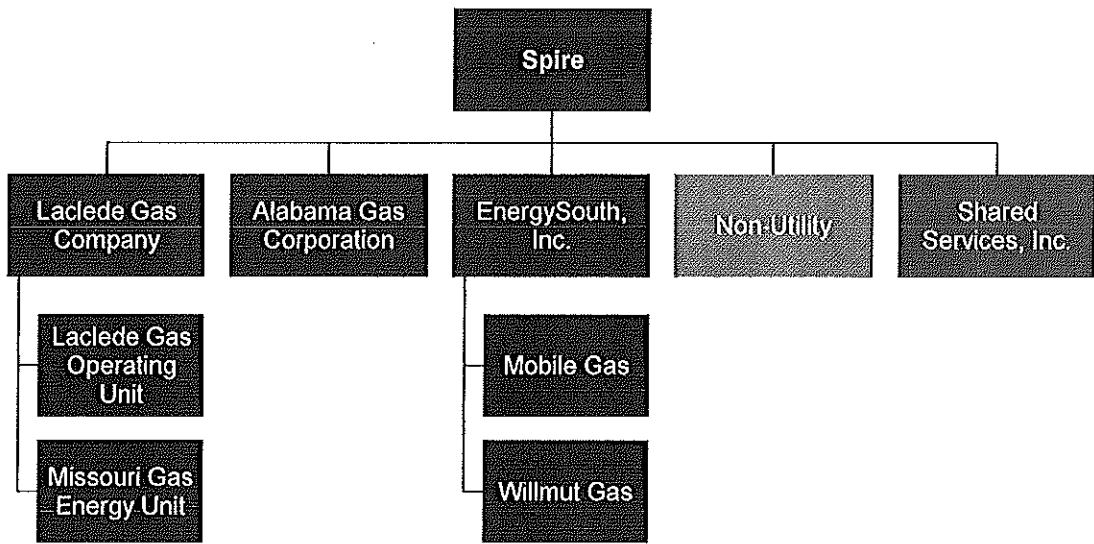 Spire
Laclede Gas
Company
Alabama Gas
Corporation
EnergySouth,
Inc.
Non-Utility
Shared
Services, Inc.
Laclede Gas
Operating
Unit
Missouri Gas
Energy Unit
Mobile Gas
Willmut Gas